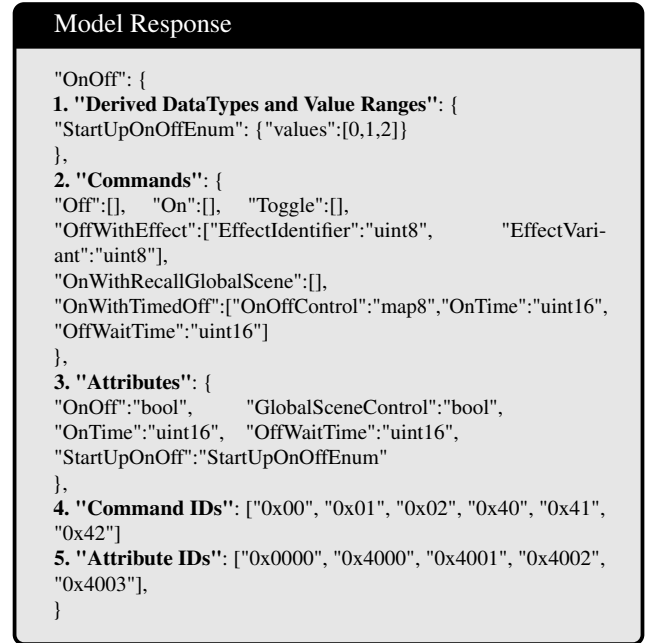 Model Response
"OnOff": {
1. "Derived DataTypes and Value Ranges": {
"StartUpOnOffEnum": {"values":[0,1,2]}
},
2. "Commands": {
"Off":[], "On":[], "Toggle":[],
"OffWithEffect":["EffectIdentifier":"uint8", "EffectVari-
ant":"uint8"],
"OnWithRecallGlobalScene":[],
"OnWithTimedOff":["OnOffControl":"map8","OnTime":"uint16",
"OffWaitTime":"uint16"]
},
3. "Attributes": {
"OnOff":"bool", "GlobalSceneControl":"bool",
"OnTime":"uint16", "OffWaitTime":"uint16",
"StartUpOnOff":"StartUpOnOffEnum"
},
4. "Command IDs": ["0x00", "0x01", "0x02", "0x40", "0x41",
"0x42"]
5. "Attribute IDs": ["0x0000", "0x4000", "0x4001", "0x4002",
"0x4003"],
}